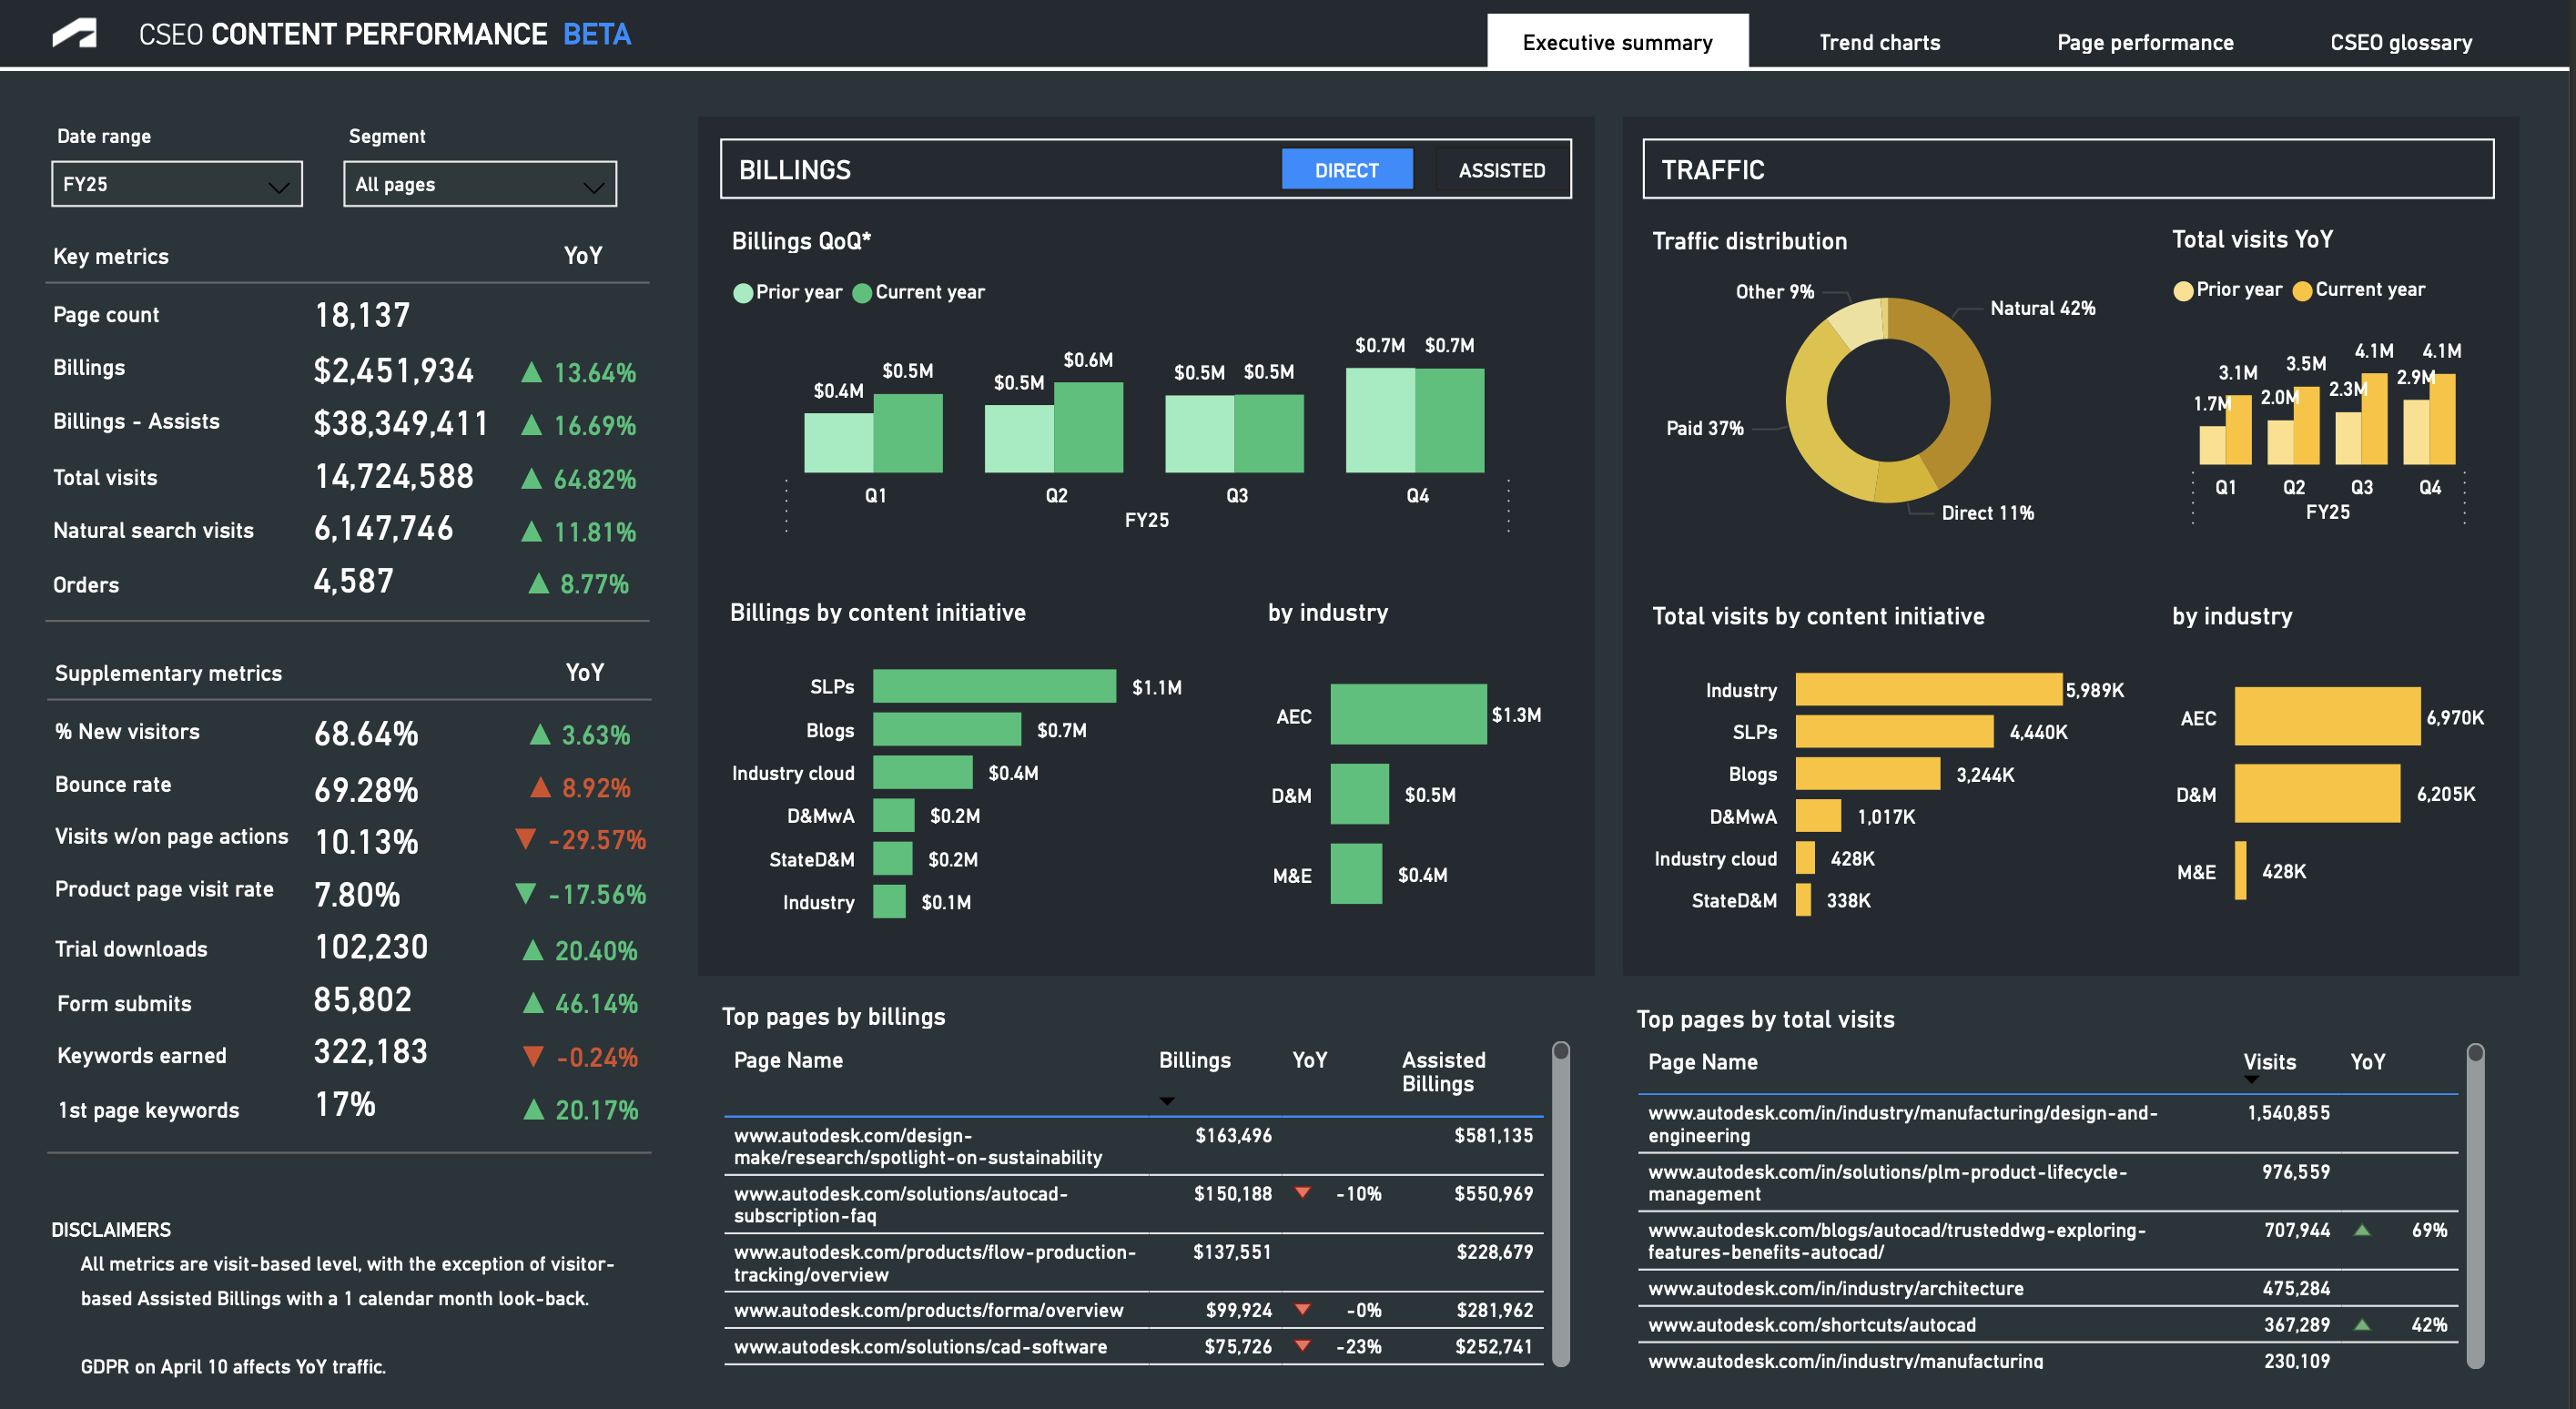 CSEO CONTENT PERFORMANCE BETA
Executive summary
Trend charts
Page performance
CSEO glossary
Date range
Segment
FY25
All pages
Key metrics YoY
Page count 18,137
Billings $2,451,934 13.64%
Billings - Assists $38,349,411 16.69%
Total visits 14,724,588 64.82%
Natural search visits 6,147,746 11.81%
Orders 4,587 8.77%
Supplementary metrics YoY
% New visitors 68.64% 3.63%
Bounce rate 69.28% 8.92%
Visits w/on page actions 10.13% -29.57%
Product page visit rate 7.80% -17.56%
Trial downloads 102,230 20.40%
Form submits 85,802 46.14%
Keywords earned 322,183 -0.24%
1st page keywords 17% 20.17%
DISCLAIMERS
All metrics are visit-based level, with the exception of visitor-
based Assisted Billings with a 1 calendar month look-back.
GDPR on April 10 affects YoY traffic.
BILLINGS
DIRECT
ASSISTED
Billings QoQ*
Prior year Current year
$0.4M $0.5M $0.5M $0.6M $0.5M $0.5M $0.7M $0.7M
Q1 Q2 Q3 Q4
FY25
Billings by content initiative
SLPs $1.1M
Blogs $0.7M
Industry cloud $0.4M
D&MwA $0.2M
StateD&M $0.2M
Industry $0.1M
by industry
AEC $1.3M
D&M $0.5M
M&E $0.4M
Top pages by billings
Page Name Billings YoY Assisted
Billings
www.autodesk.com/design- $163,496 $581,135
make/research/spotlight-on-sustainability
www.autodesk.com/solutions/autocad- $150,188 -10% $550,969
subscription-faq
www.autodesk.com/products/flow-production- $137,551 $228,679
tracking/overview
www.autodesk.com/products/forma/overview $99,924 -0% $281,962
www.autodesk.com/solutions/cad-software $75,726 -23% $252,741
TRAFFIC
Traffic distribution
Other 9%
Natural 42%
Paid 37%
Direct 11%
Total visits YoY
Prior year Current year
1.7M 3.1M 2.0M 3.5M 2.3M 4.1M 2.9M 4.1M
Q1 Q2 Q3 Q4
FY25
Total visits by content initiative
Industry 5,989K
SLPs 4,440K
Blogs 3,244K
D&MwA 1,017K
Industry cloud 428K
StateD&M 338K
by industry
AEC 6,970K
D&M 6,205K
M&E 428K
Top pages by total visits
Page Name Visits YoY
www.autodesk.com/in/industry/manufacturing/design-and- 1,540,855
engineering
www.autodesk.com/in/solutions/plm-product-lifecycle- 976,559
management
www.autodesk.com/blogs/autocad/trusteddwg-exploring- 707,944 69%
features-benefits-autocad/
www.autodesk.com/in/industry/architecture 475,284
www.autodesk.com/shortcuts/autocad 367,289 42%
www.autodesk.com/in/industry/manufacturing 230,109